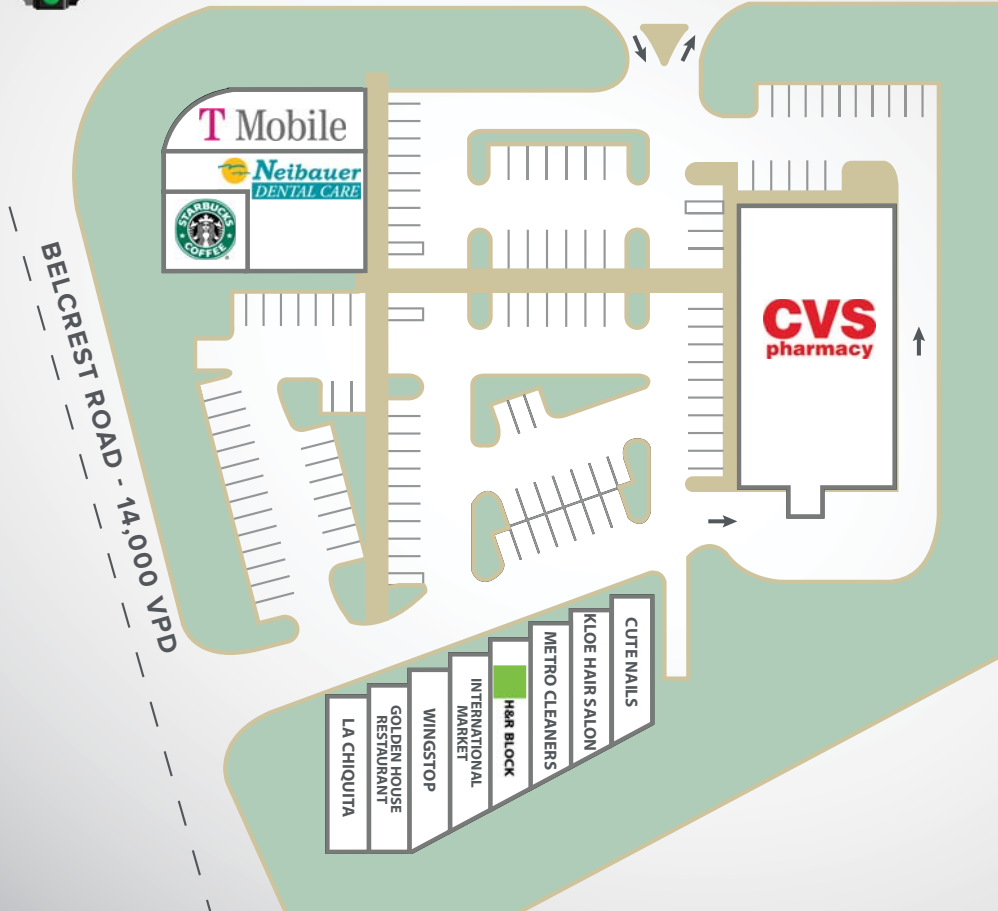 T Mobile
Neibauer
DENTAL CARE
STARBUCKS
COFFEE
BELCREST ROAD - 14,000 VPD
CVS
pharmacy
LA CHIQUITA
GOLDEN HOUSE
RESTAURANT
WINGSTOP
INTERNATIONAL
MARKET
H&R BLOCK
METRO CLEANERS
KLOE HAIR SALON
CUTE NAILS